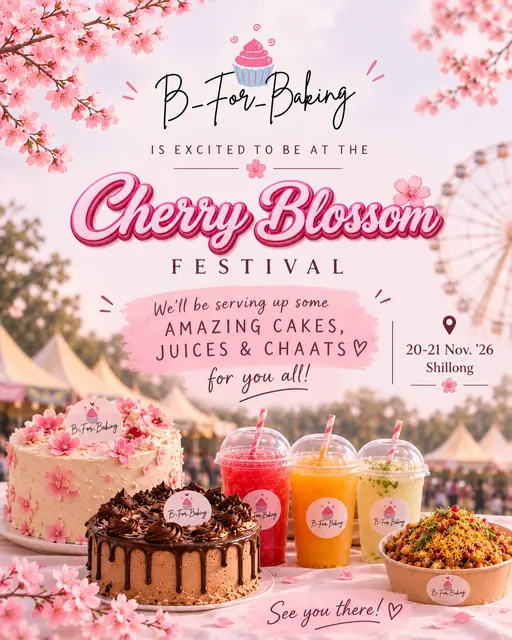 B-For-Baking
IS EXCITED TO BE AT THE
Cherry Blossom
FESTIVAL
We'll be serving up some
AMAZING CAKES,
JUICES & CHAATS♡
for you all!
20-21 Nov. '26
Shillong
B-For-Baking
B-For-Baking
B-For-Baking
B-For-Baking
B-For-Baking
B-For-Baking
See you there! ♡